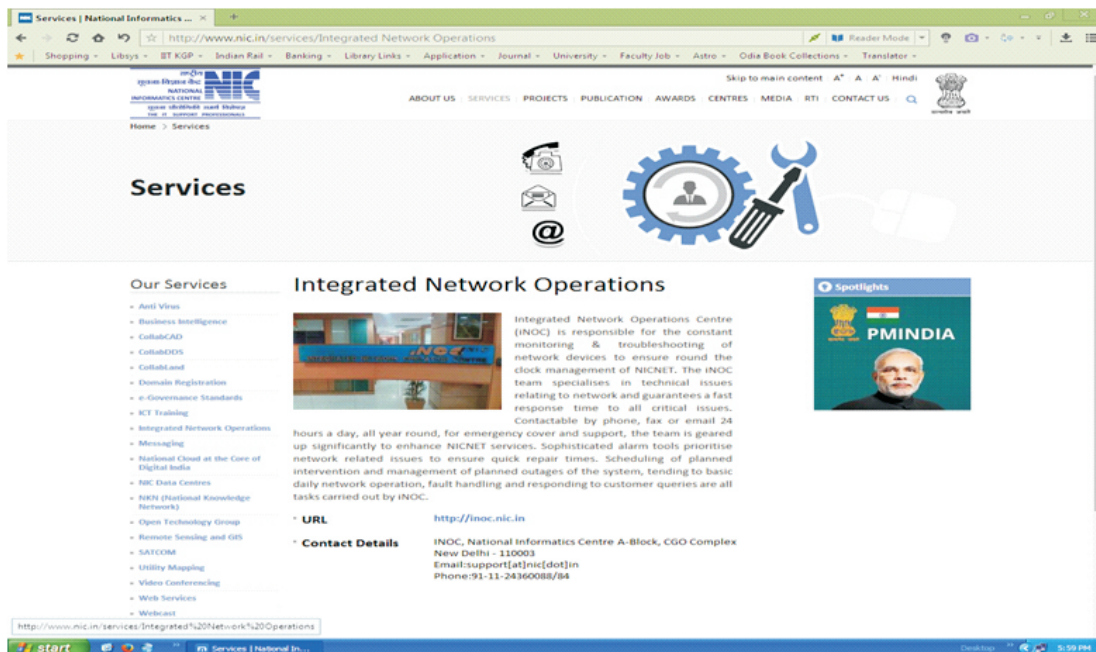 Services | National Informatics ... ×
http://www.nic.in/services/Integrated Network Operations
Reader Mode
Shopping
Libsys
IIT KGP
Indian Rail
Banking
Library Links
Application
Journal
University
Faculty Job
Astro
Odia Book Collections
Translator
NIC
NATIONAL
INFORMATICS CENTRE
THE IT SUPPORT PROFESSIONALS
Skip to main content A+ A A- Hindi
ABOUT US SERVICES PROJECTS PUBLICATION AWARDS CENTRES MEDIA RTI CONTACT US
Home > Services
Services
@
Our Services
Anti Virus
Business Intelligence
CollabCAD
CollabDDS
CollabLand
Domain Registration
e-Governance Standards
ICT Training
Integrated Network Operations
Messaging
National Cloud at the Core of
Digital India
NIC Data Centres
NKN (National Knowledge
Network)
Open Technology Group
Remote Sensing and GIS
SATCOM
Utility Mapping
Video Conferencing
Web Services
Webcast
Integrated Network Operations
Integrated Network Operations Centre
(iNOC) is responsible for the constant
monitoring & troubleshooting of
network devices to ensure round the
clock management of NICNET. The iNOC
team specialises in technical issues
relating to network and guarantees a fast
response time to all critical issues.
Contactable by phone, fax or email 24
hours a day, all year round, for emergency cover and support, the team is geared
up significantly to enhance NICNET services. Sophisticated alarm tools prioritise
network related issues to ensure quick repair times. Scheduling of planned
intervention and management of planned outages of the system, tending to basic
daily network operation, fault handling and responding to customer queries are all
tasks carried out by iNOC.
URL http://inoc.nic.in
Contact Details INOC, National Informatics Centre A-Block, CGO Complex
New Delhi - 110003
Email:support[at]nic[dot]in
Phone:91-11-24360088/84
Spotlights
PMINDIA
http://www.nic.in/services/Integrated%20Network%20Operations
start
Services | National In...
Desktop
5:59 PM